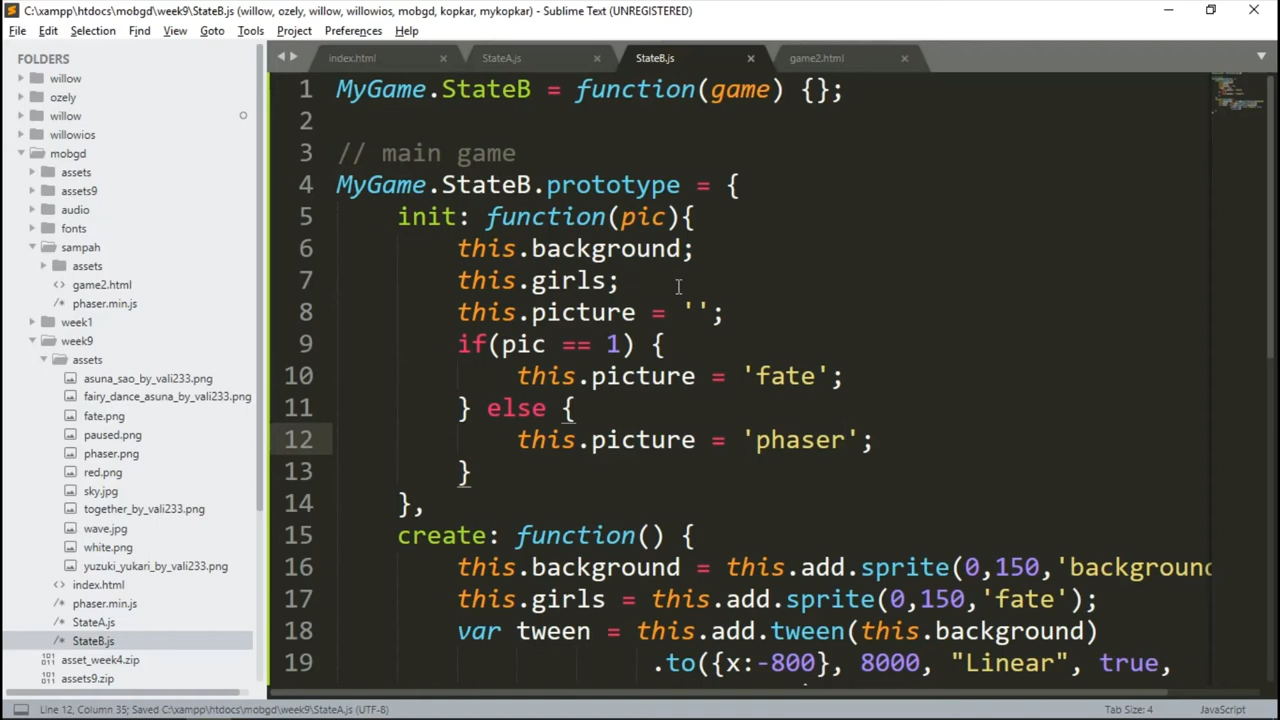 C:\xampp\htdocs\mobgd\week9\StateB.js (willow, ozely, willow, willowios, mobgd, kopkar, mykopkar) - Sublime Text (UNREGISTERED)
File Edit Selection Find View Goto Tools Project Preferences Help
FOLDERS
willow
ozely
willow
willowios
mobgd
assets
assets9
audio
fonts
sampah
assets
<> game2.html
/* phaser.min.js
week1
week9
assets
asuna_sao_by_vali233.png
fairy_dance_asuna_by_vali233.png
fate.png
paused.png
phaser.png
red.png
sky.jpg
together_by_vali233.png
wave.jpg
white.png
yuzuki_yukari_by_vali233.png
<> index.html
/* phaser.min.js
/* StateA.js
/* StateB.js
asset_week4.zip
assets9.zip
index.html StateA.js StateB.js game2.html
1 MyGame.StateB = function(game) {};
2
3 // main game
4 MyGame.StateB.prototype = {
5 init: function(pic){
6 this.background;
7 this.girls;
8 this.picture = '';
9 if(pic == 1) {
10 this.picture = 'fate';
11 } else {
12 this.picture = 'phaser';
13 }
14 },
15 create: function() {
16 this.background = this.add.sprite(0,150,'background
17 this.girls = this.add.sprite(0,150,'fate');
18 var tween = this.add.tween(this.background)
19 .to({x:-800}, 8000, "Linear", true,
Line 12, Column 35; Saved C:\xampp\htdocs\mobgd\week9\StateA.js (UTF-8) Tab Size: 4 JavaScript